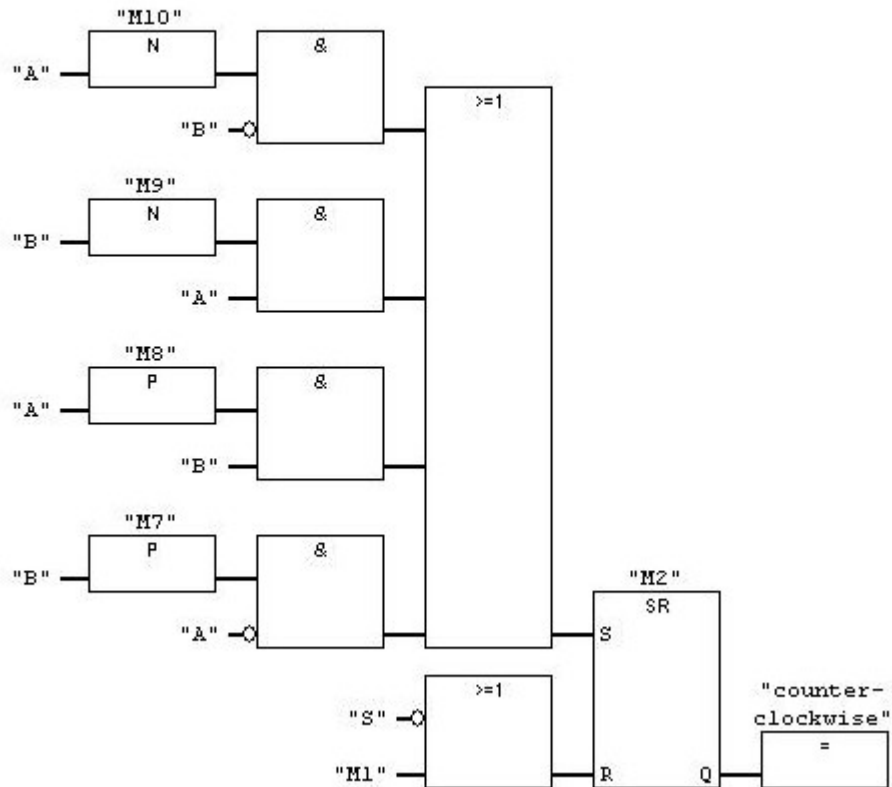 "M10"
N
&
"A"
>=1
"B"
"M9"
N
&
"B"
"A"
"M8"
P
&
"A"
"B"
"M7"
P
&
"B"
"M2"
SR
"A"
S
>=1
"counter-
clockwise"
"S"
=
"M1"
R
Q